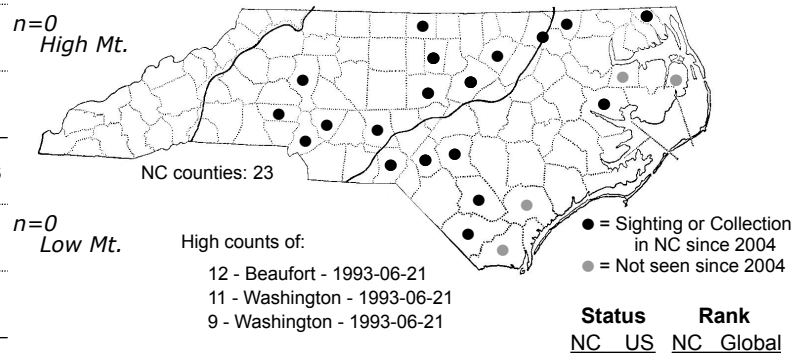 n=0
High Mt.
NC counties: 23
n=0
Low Mt.
High counts of:
12 - Beaufort - 1993-06-21
11 - Washington - 1993-06-21
9 - Washington - 1993-06-21
= Sighting or Collection
in NC since 2004
= Not seen since 2004
Status Rank
NC US NC Global